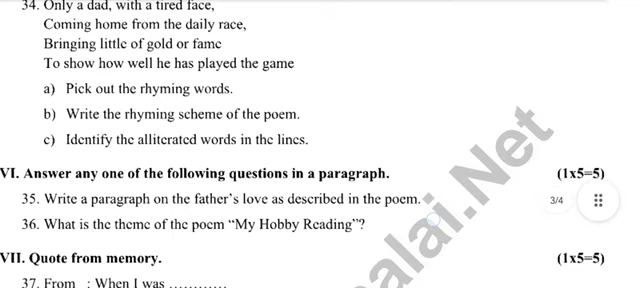 34. Only a dad, with a tired face,
Coming home from the daily race,
Bringing little of gold or fame
To show how well he has played the game
a) Pick out the rhyming words.
b) Write the rhyming scheme of the poem.
c) Identify the alliterated words in the lines.
VI. Answer any one of the following questions in a paragraph. (1x5=5)
35. Write a paragraph on the father's love as described in the poem.
3/4
36. What is the theme of the poem “My Hobby Reading”?
VII. Quote from memory. (1x5=5)
37. From : When I was ............
alai.Net